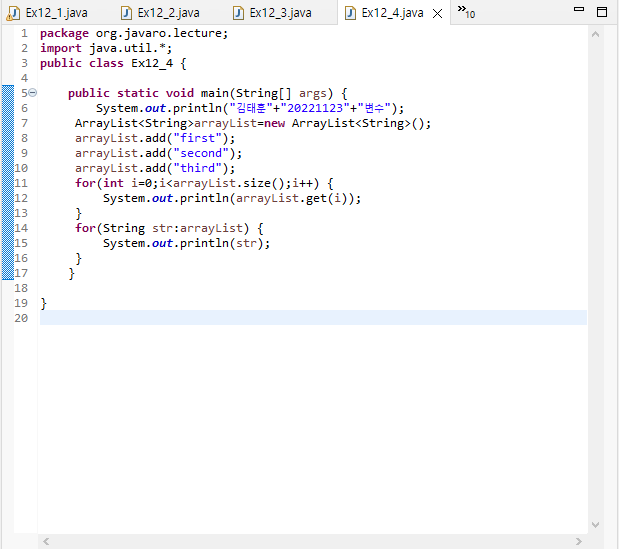 Ex12_1.java Ex12_2.java Ex12_3.java Ex12_4.java »10
1 package org.javaro.lecture;
2 import java.util.*;
3 public class Ex12_4 {
4
5 public static void main(String[] args) {
6 System.out.println("김태훈"+"20221123"+"변수");
7 ArrayList<String>arrayList=new ArrayList<String>();
8 arrayList.add("first");
9 arrayList.add("second");
10 arrayList.add("third");
11 for(int i=0;i<arrayList.size();i++) {
12 System.out.println(arrayList.get(i));
13 }
14 for(String str:arrayList) {
15 System.out.println(str);
16 }
17 }
18
19 }
20